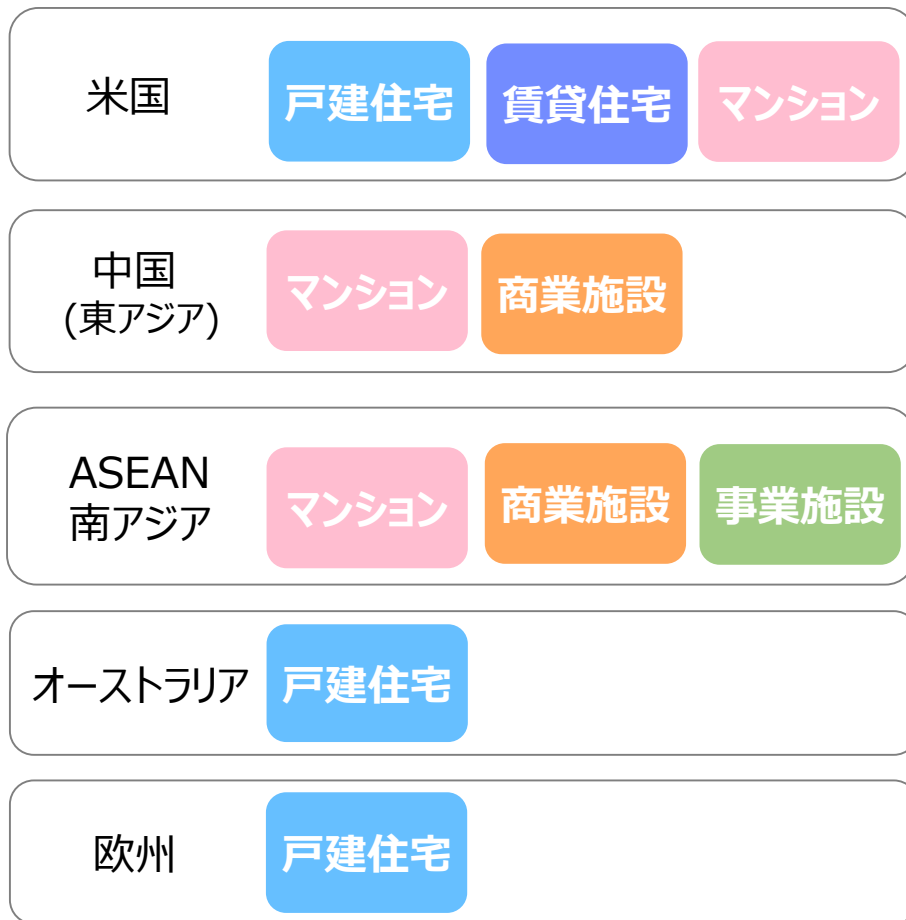 米国
戸建住宅
賃貸住宅
マンション
中国
(東アジア)
マンション
商業施設
ASEAN
南アジア
マンション
商業施設
事業施設
オーストラリア
戸建住宅
欧州
戸建住宅